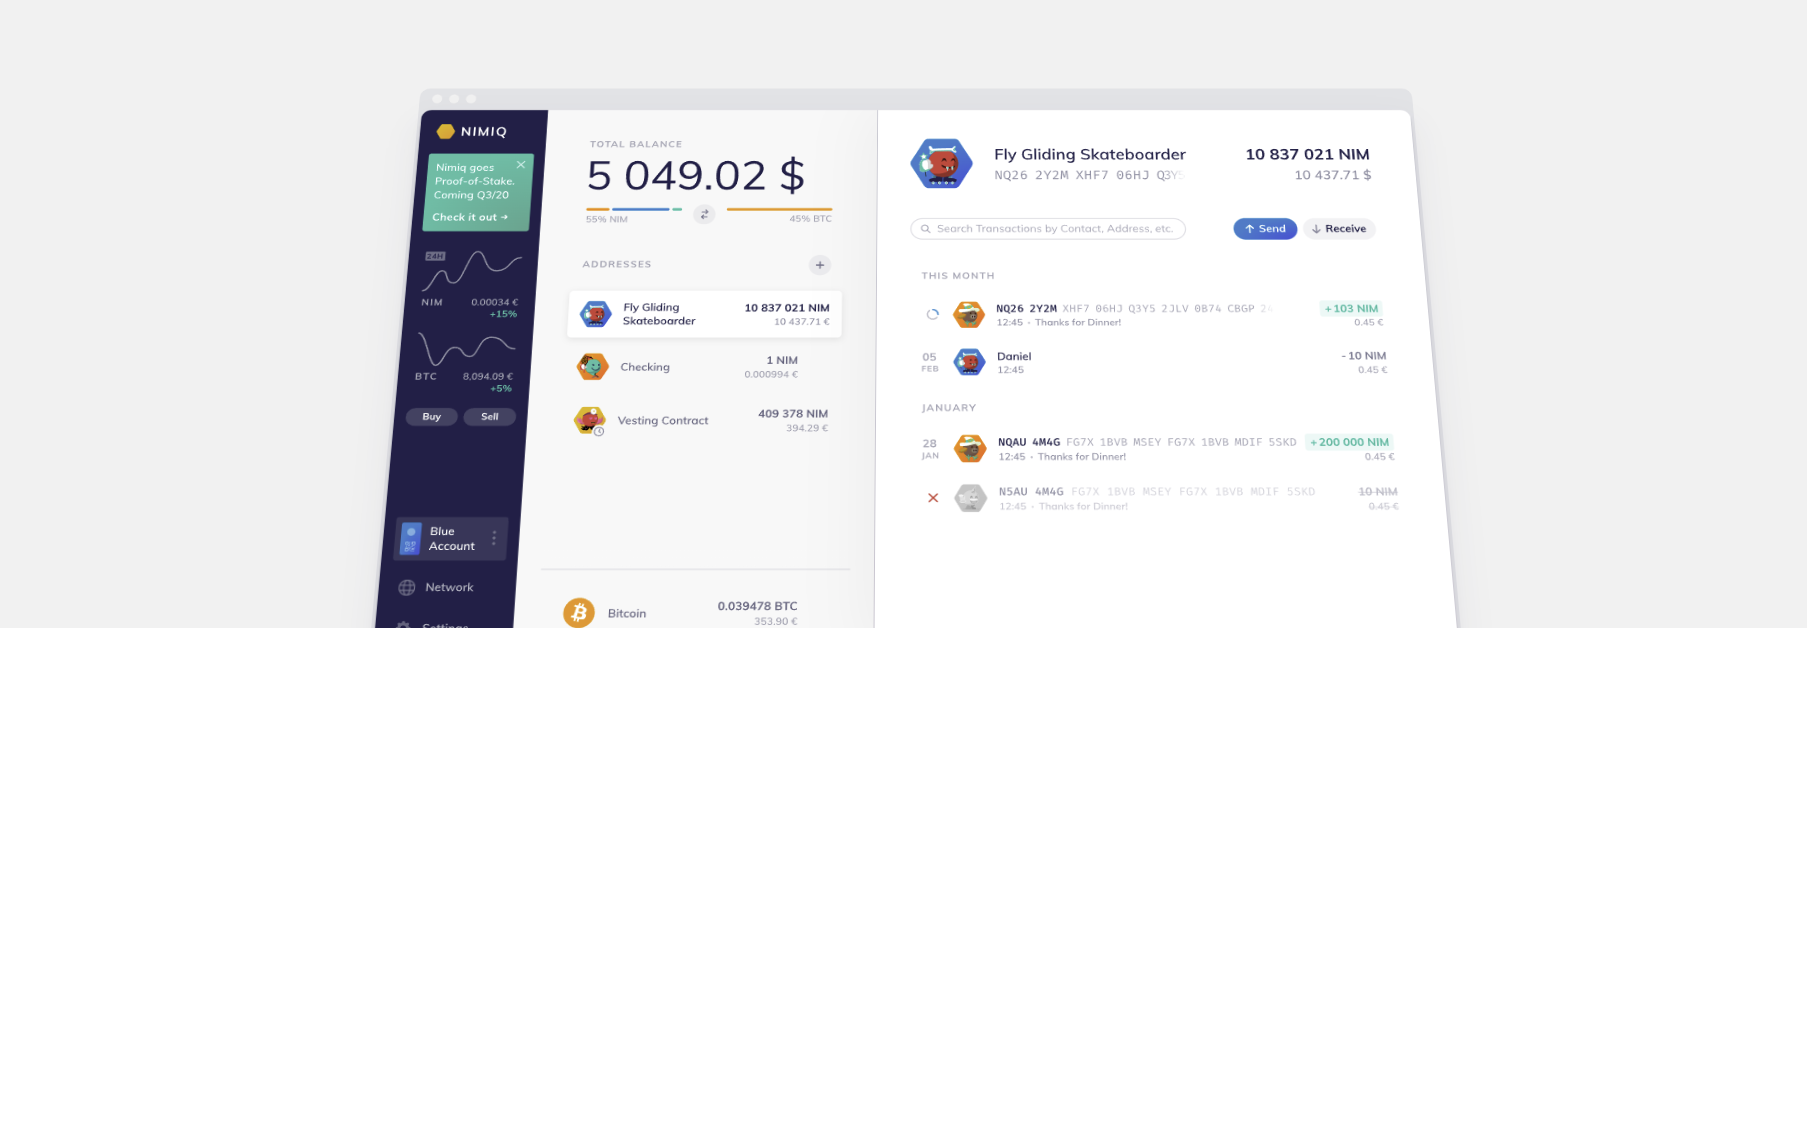 NIMIQ
Nimiq goes
Proof-of-Stake.
Coming Q3/20
Check it out →
24H
NIM 0.00034 €
+15%
BTC 8,094.09 €
+5%
Buy Sell
Blue
Account
Network
Settings
TOTAL BALANCE
5 049.02 $
55% NIM 45% BTC
ADDRESSES
Fly Gliding
Skateboarder
10 837 021 NIM
10 437.71 €
Checking
1 NIM
0.000994 €
Vesting Contract
409 378 NIM
394.29 €
Bitcoin
0.039478 BTC
353.90 €
Fly Gliding Skateboarder 10 837 021 NIM
NQ26 2Y2M XHF7 06HJ Q3Y5 10 437.71 $
Search Transactions by Contact, Address, etc.
↑ Send ↓ Receive
THIS MONTH
NQ26 2Y2M XHF7 06HJ Q3Y5 2JLV 0B74 CBGP +103 NIM
12:45 · Thanks for Dinner! 0.45 €
05 Daniel -10 NIM
FEB 12:45 0.45 €
JANUARY
28 NQAU 4M4G FG7X 1BVB MSEY FG7X 1BVB MDIF 5SKD +200 000 NIM
JAN 12:45 · Thanks for Dinner! 0.45 €
N5AU 4M4G FG7X 1BVB MSEY FG7X 1BVB MDIF 5SKD 10 NIM
12:45 · Thanks for Dinner! 0.45 €